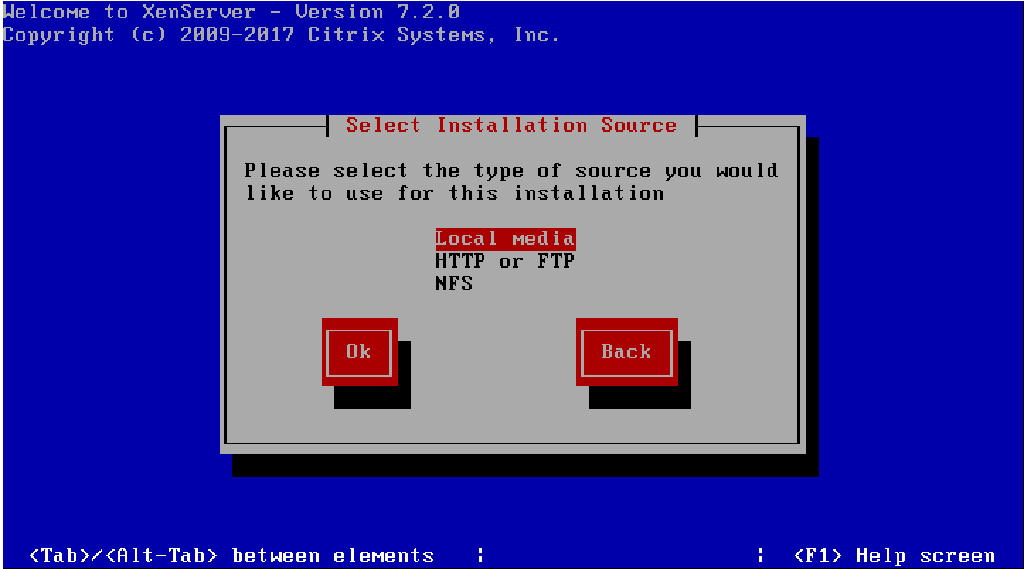 Welcome to XenServer - Version 7.2.0
Copyright (c) 2009-2017 Citrix Systems, Inc.
Select Installation Source
Please select the type of source you would
like to use for this installation
Local media
HTTP or FTP
NFS
Ok Back
<Tab>/<Alt-Tab> between elements | | <F1> Help screen